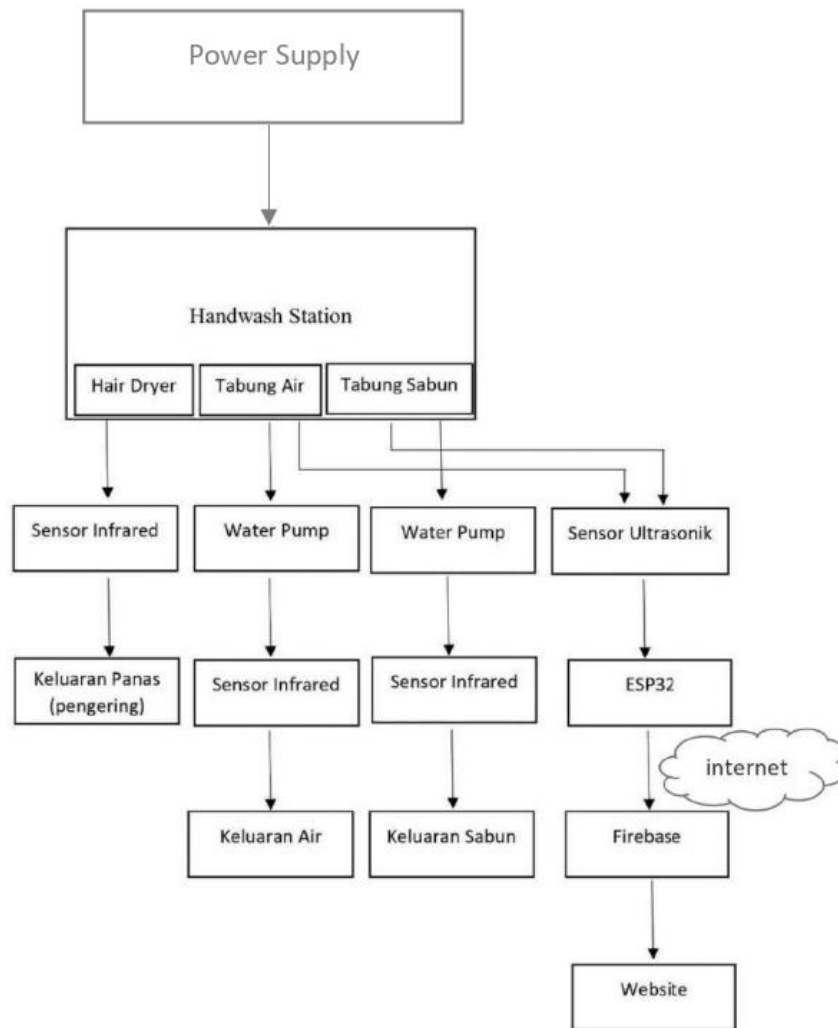 Power Supply
Handwash Station
Hair Dryer
Tabung Air
Tabung Sabun
Sensor Infrared
Water Pump
Water Pump
Sensor Ultrasonik
Keluaran Panas
(pengering)
Sensor Infrared
Sensor Infrared
ESP32
internet
Keluaran Air
Keluaran Sabun
Firebase
Website